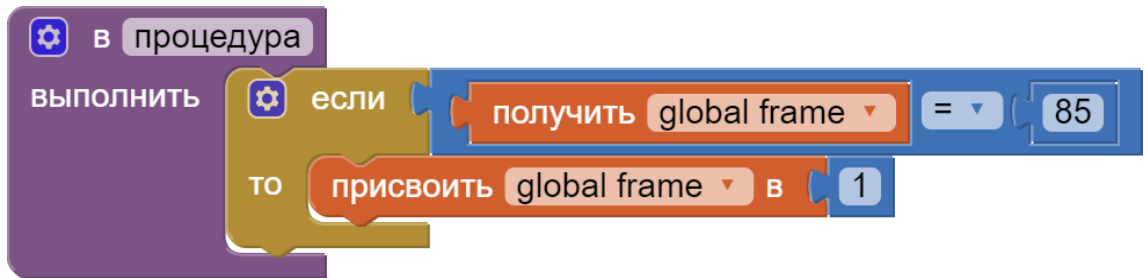 в процедура
выполнить если получить global frame = 85
то присвоить global frame в 1